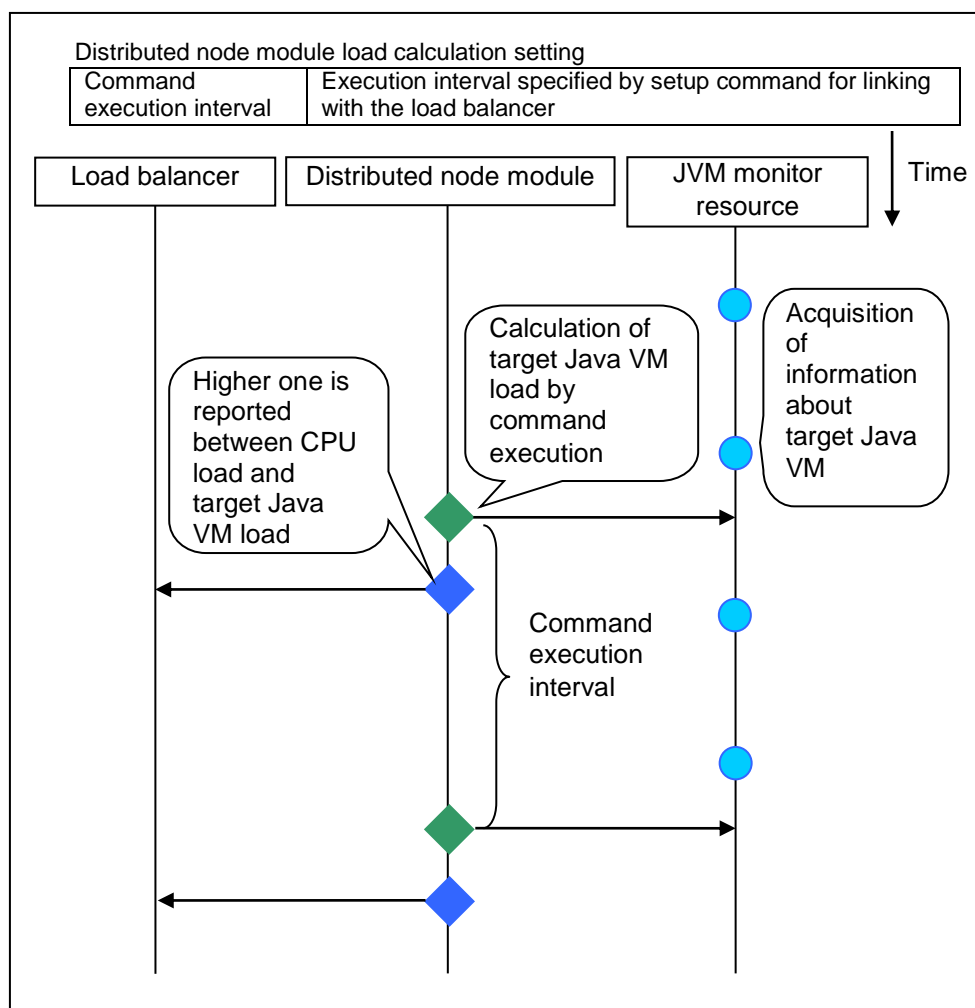 Distributed node module load calculation setting
Command
execution interval
Execution interval specified by setup command for linking
with the load balancer
Time
Load balancer
Distributed node module
JVM monitor
resource
Acquisition
of
information
about
target Java
VM
Calculation of
target Java VM
load by
command
execution
Higher one is
reported
between CPU
load and
target Java
VM load
Command
execution
interval